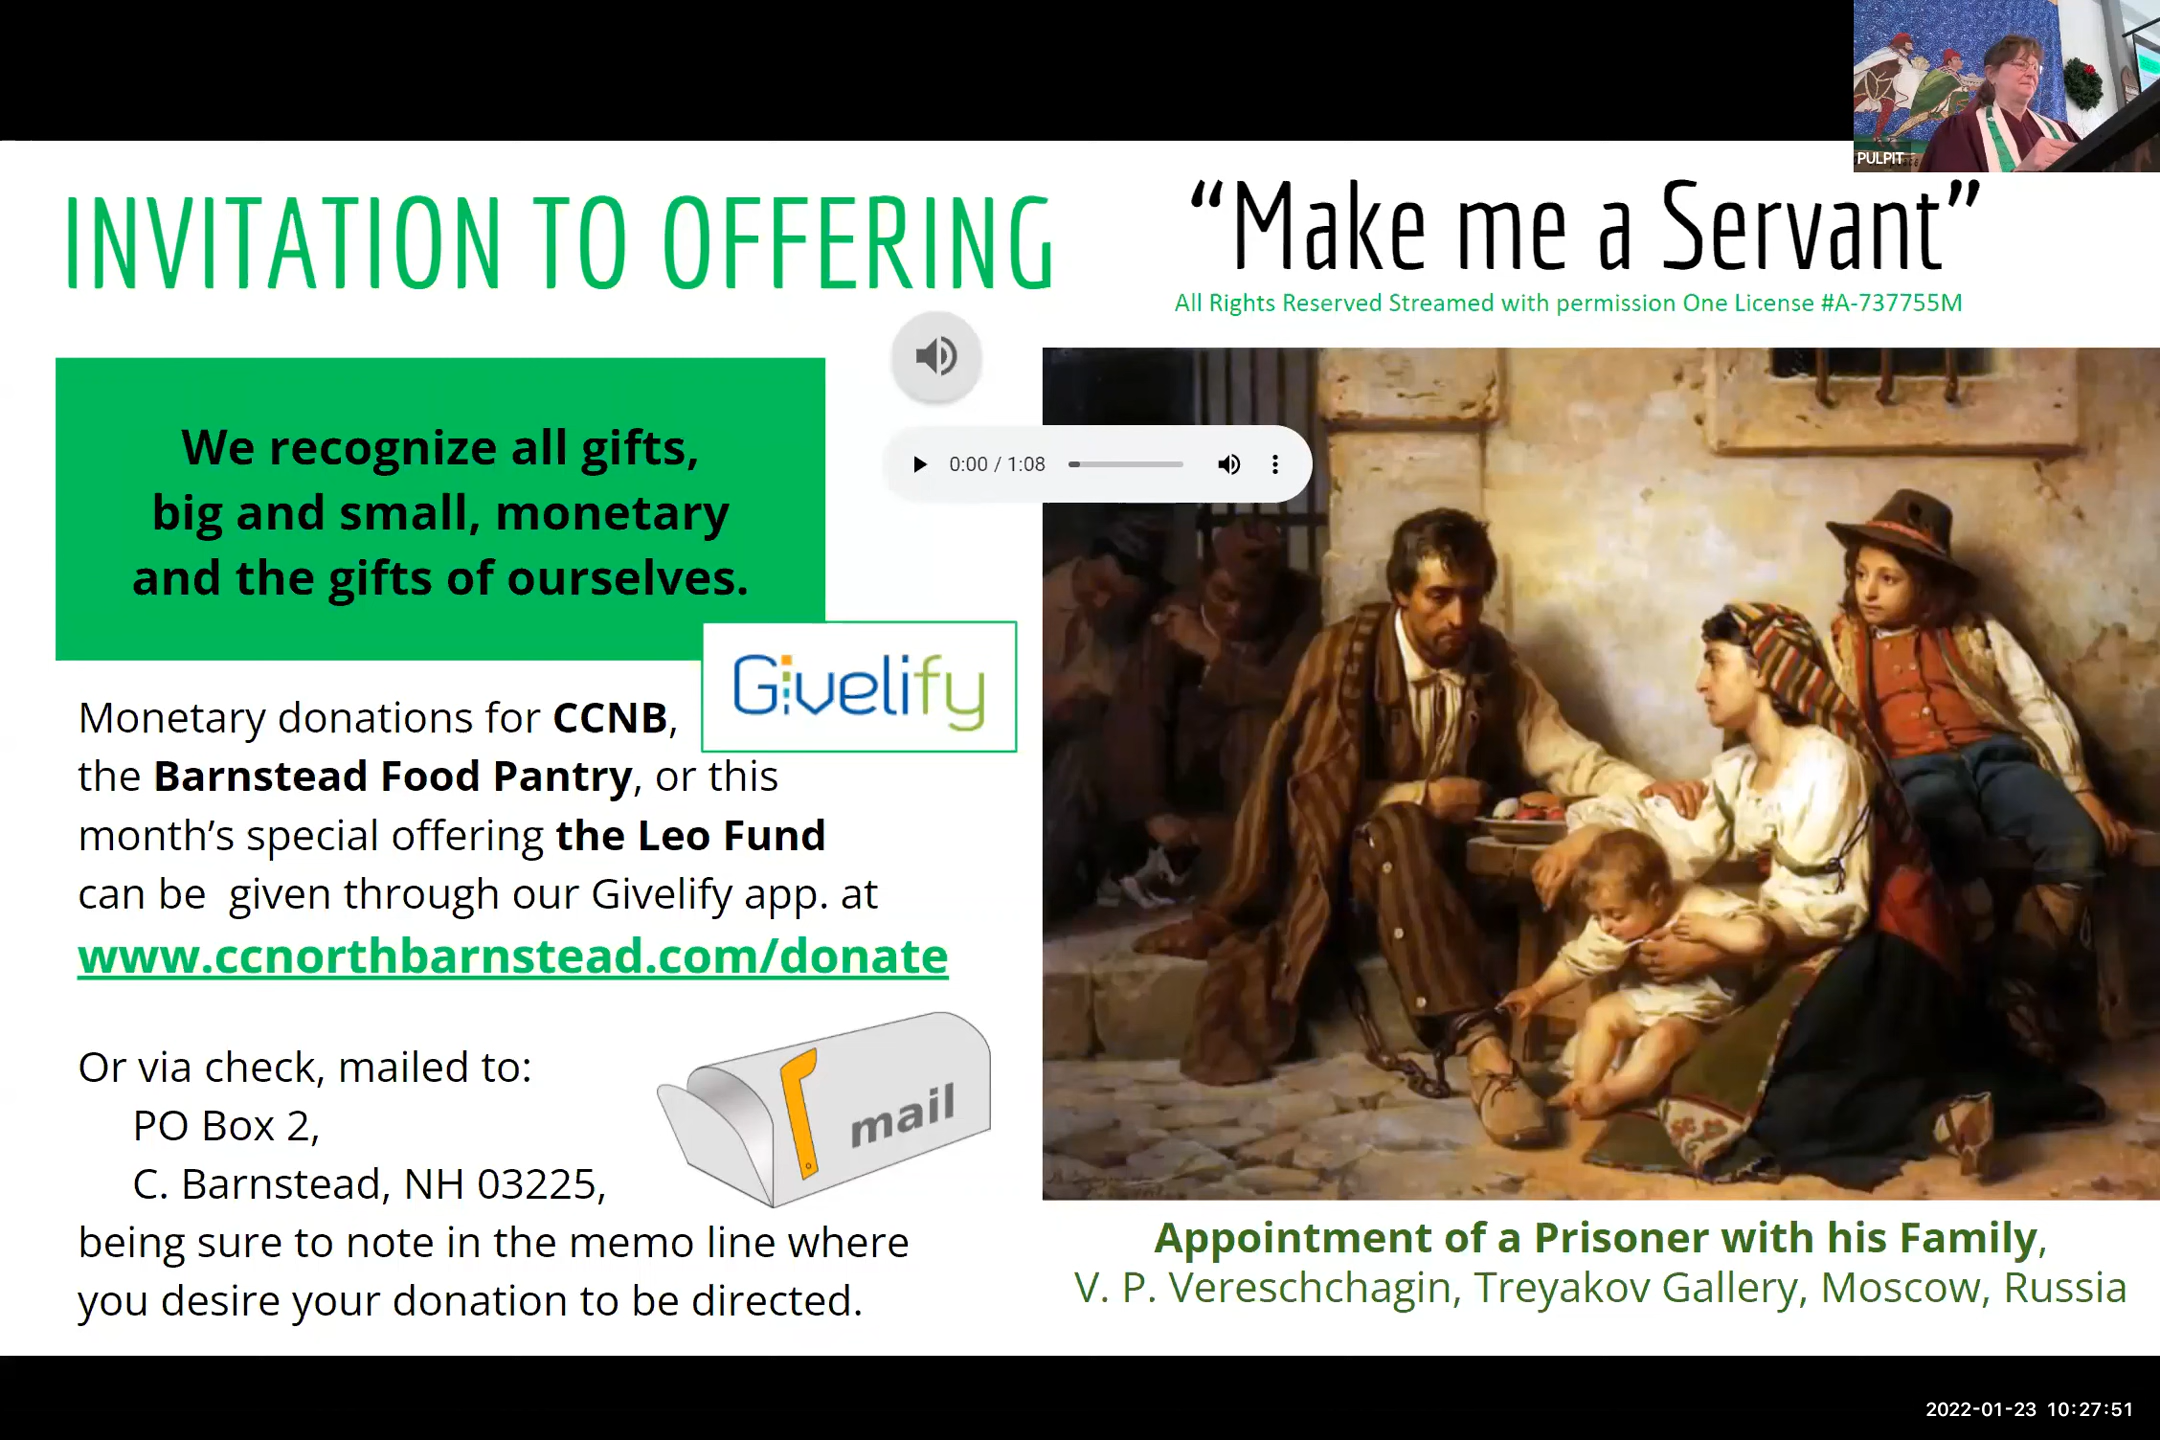 PULPIT
INVITATION TO OFFERING
“Make me a Servant”
All Rights Reserved Streamed with permission One License #A-737755M
We recognize all gifts,
big and small, monetary
and the gifts of ourselves.
0:00 / 1:08
Givelify
Monetary donations for CCNB,
the Barnstead Food Pantry, or this
month’s special offering the Leo Fund
can be given through our Givelify app. at
www.ccnorthbarnstead.com/donate
Or via check, mailed to:
PO Box 2,
C. Barnstead, NH 03225,
being sure to note in the memo line where
you desire your donation to be directed.
mail
Appointment of a Prisoner with his Family,
V. P. Vereschchagin, Treyakov Gallery, Moscow, Russia
2022-01-23 10:27:51